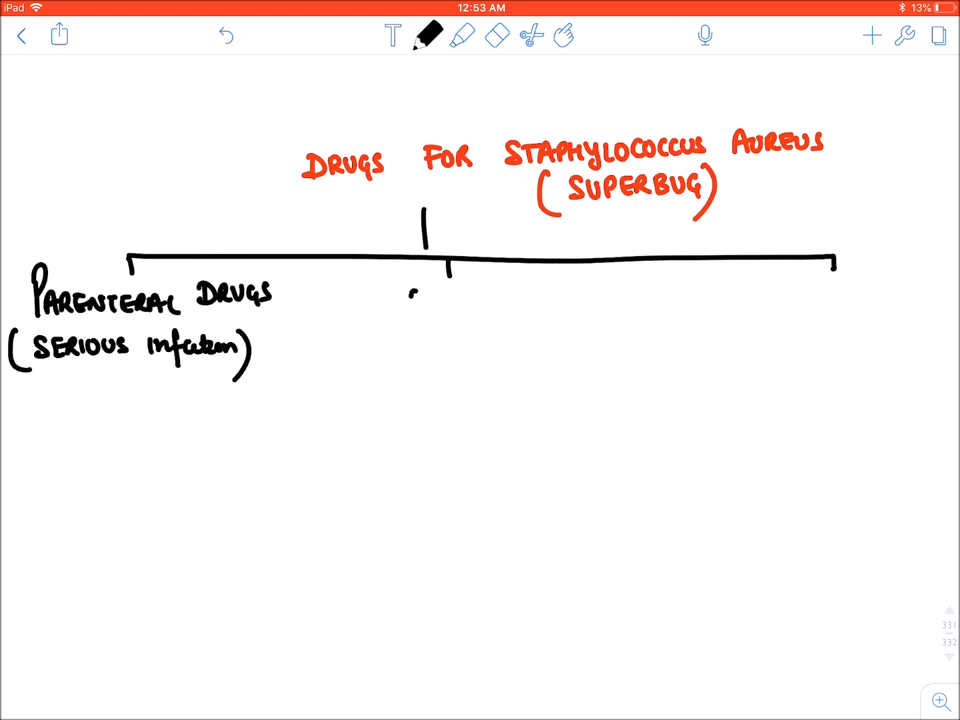 iPad 12:53 AM 13%
T
DRUGS FOR STAPHYLOCOCCUS AUREUS
(SUPERBUG)
PARENTERAL DRUGS
(SERIOUS Infection)
331
332